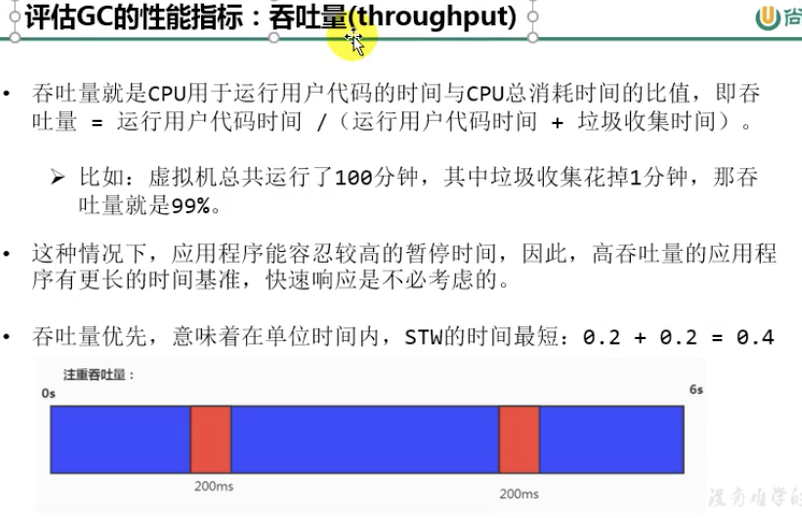 评估GC的性能指标：吞吐量(throughput)
尚
• 吞吐量就是CPU用于运行用户代码的时间与CPU总消耗时间的比值，即吞
吐量 = 运行用户代码时间 /（运行用户代码时间 + 垃圾收集时间）。
➢ 比如：虚拟机总共运行了100分钟，其中垃圾收集花掉1分钟，那吞
吐量就是99%。
• 这种情况下，应用程序能容忍较高的暂停时间，因此，高吞吐量的应用程
序有更长的时间基准，快速响应是不必考虑的。
• 吞吐量优先，意味着在单位时间内，STW的时间最短：0.2 + 0.2 = 0.4
注重吞吐量：
0s
6s
200ms
200ms
没有难学的